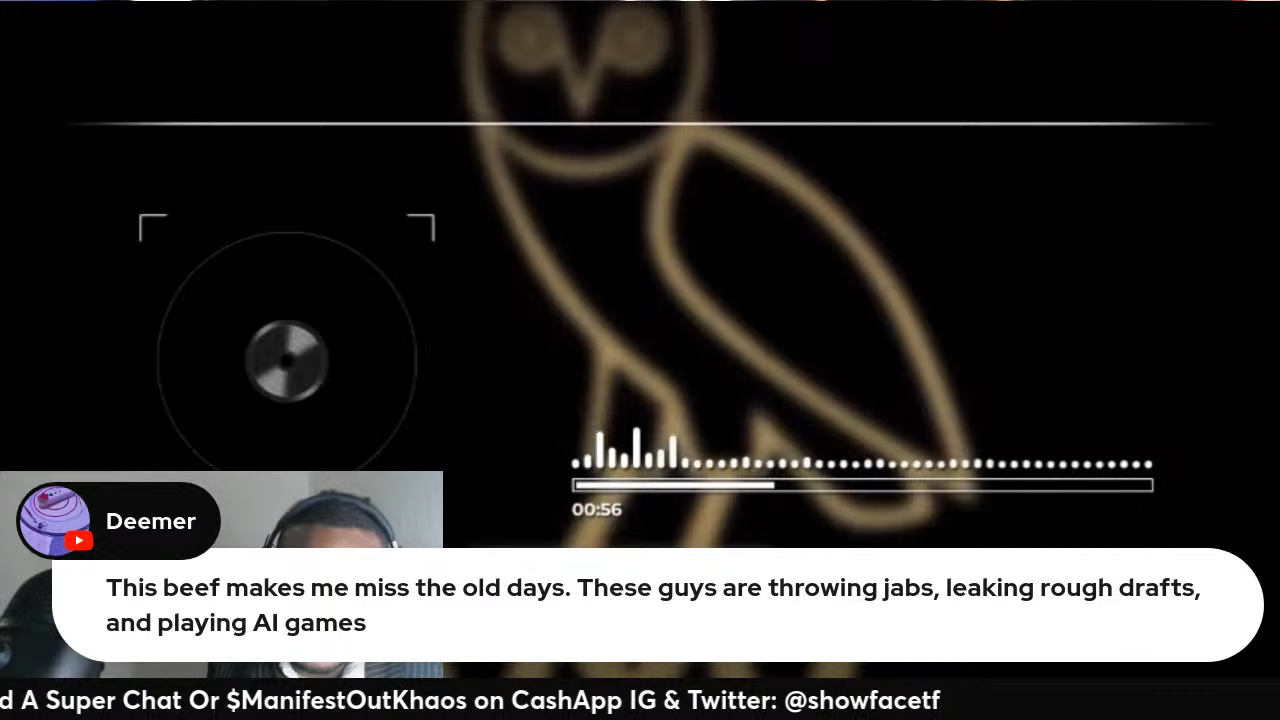 00:56
Deemer
This beef makes me miss the old days. These guys are throwing jabs, leaking rough drafts,
and playing AI games
d A Super Chat Or $ManifestOutKhaos on CashApp IG & Twitter: @showfacetf